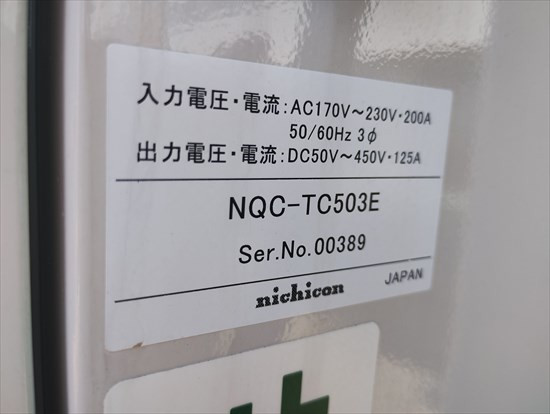 入力電圧・電流：AC170V～230V・200A
50/60Hz 3φ
出力電圧・電流：DC50V～450V・125A
NQC-TC503E
Ser.No.00389
nichicon
JAPAN